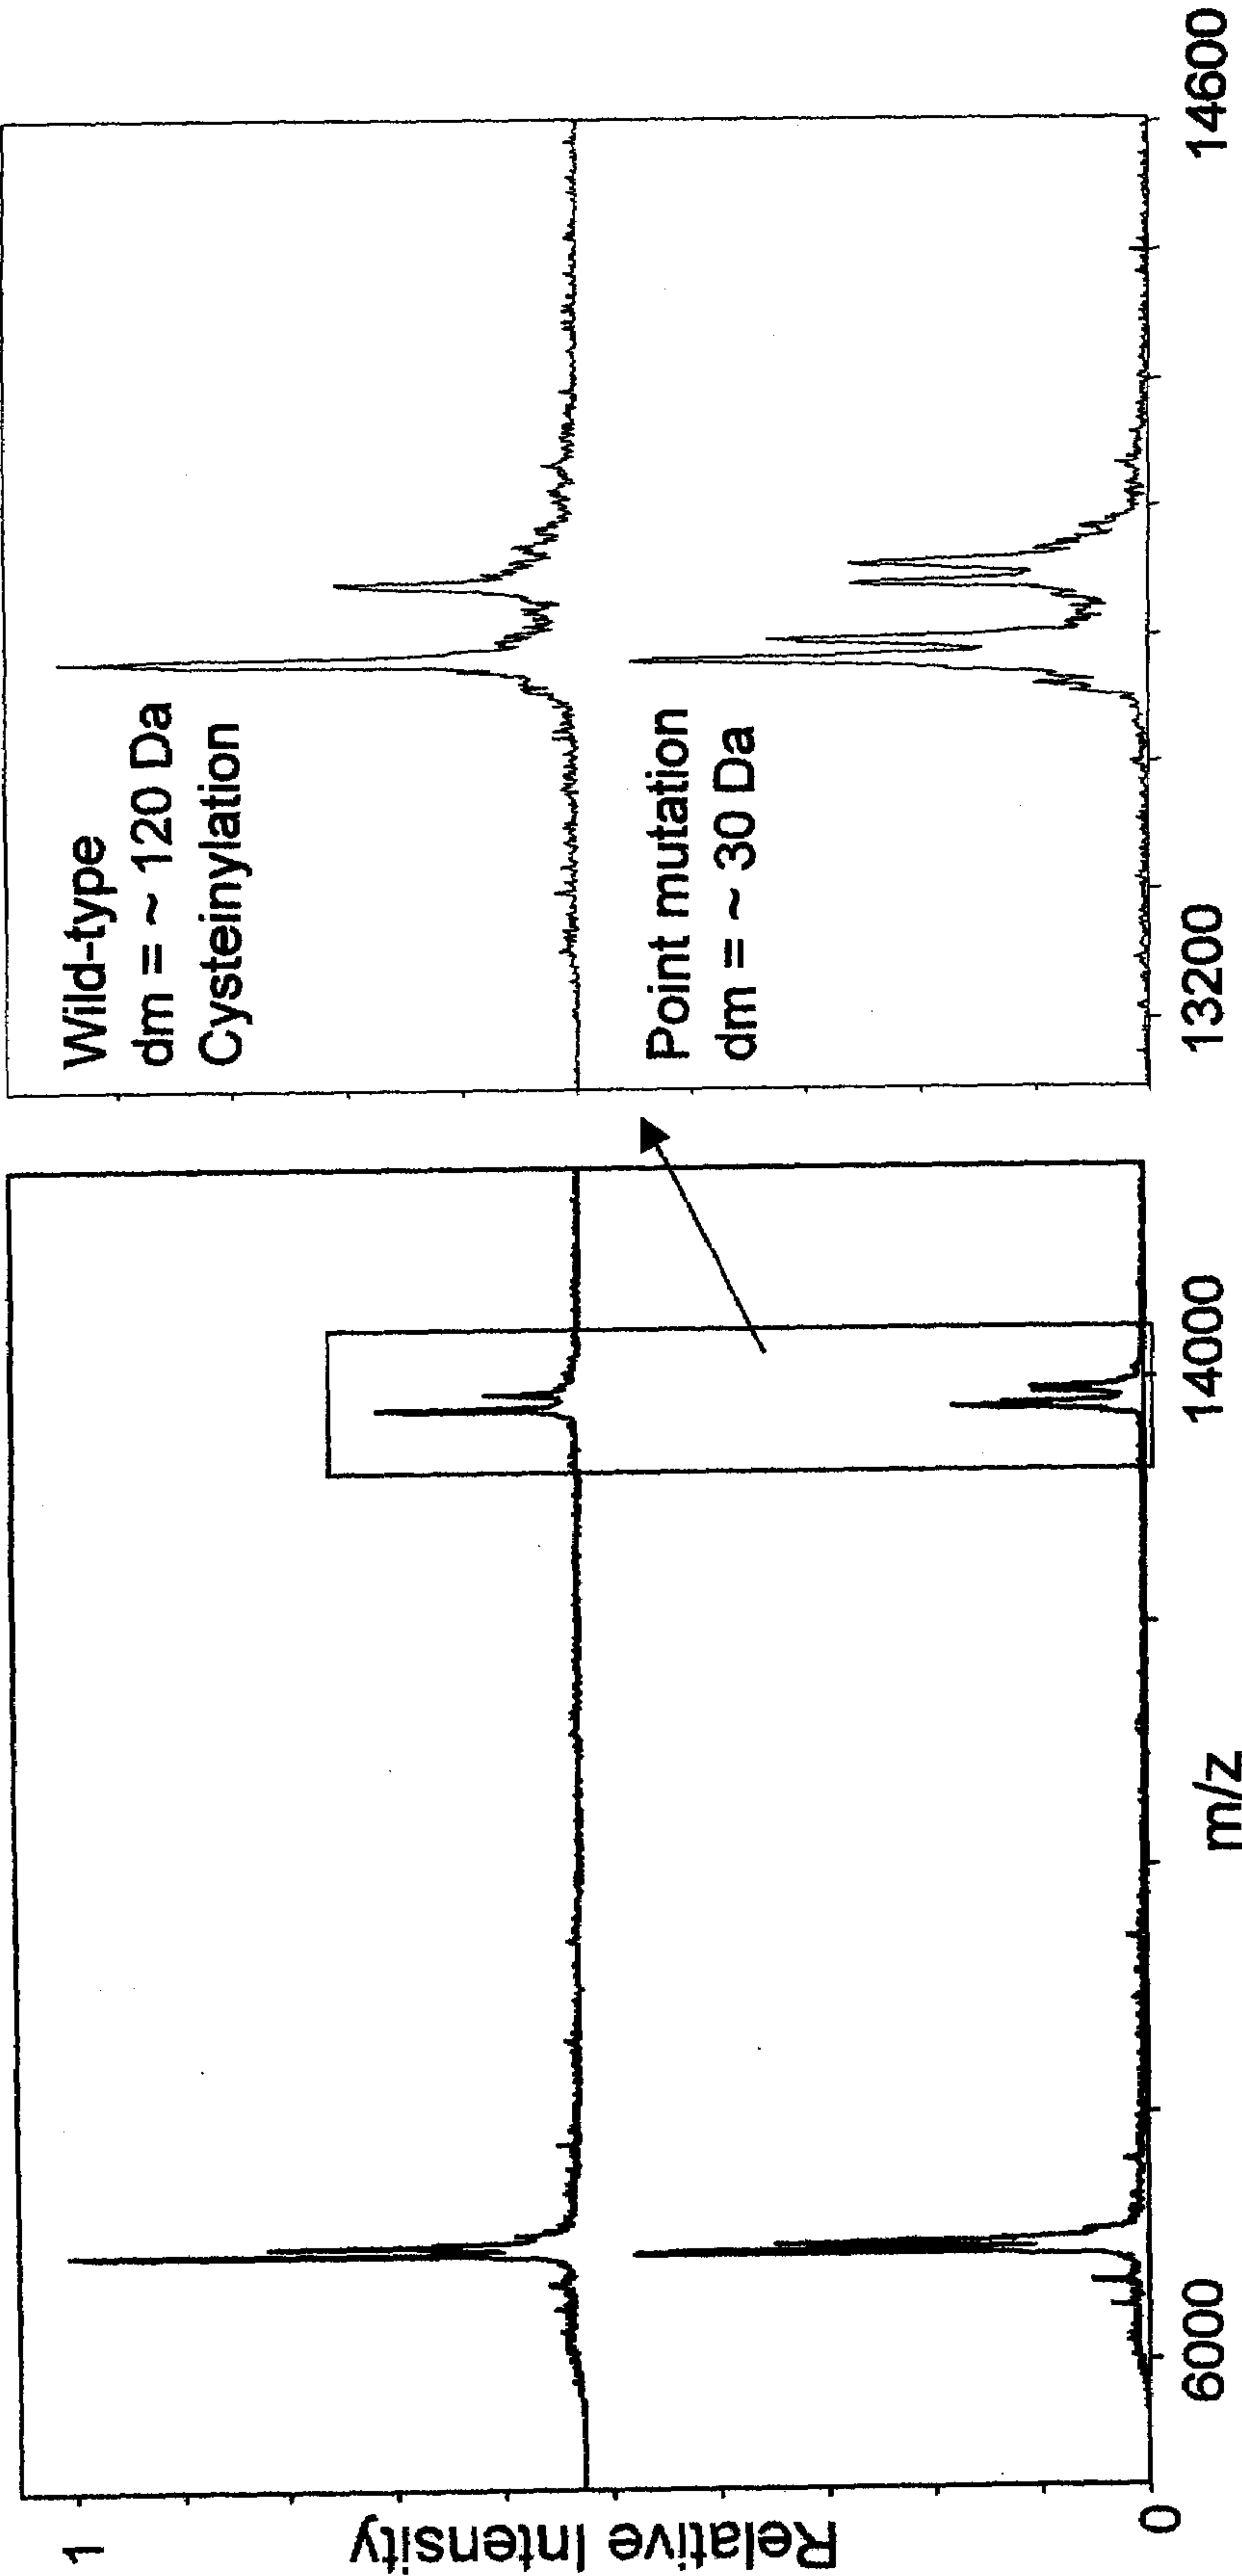 Relative Intensity
1
0
6000
14000
m/z
Wild-type
dm = ~ 120 Da
Cysteinylation
Point mutation
dm = ~ 30 Da
13200
14600